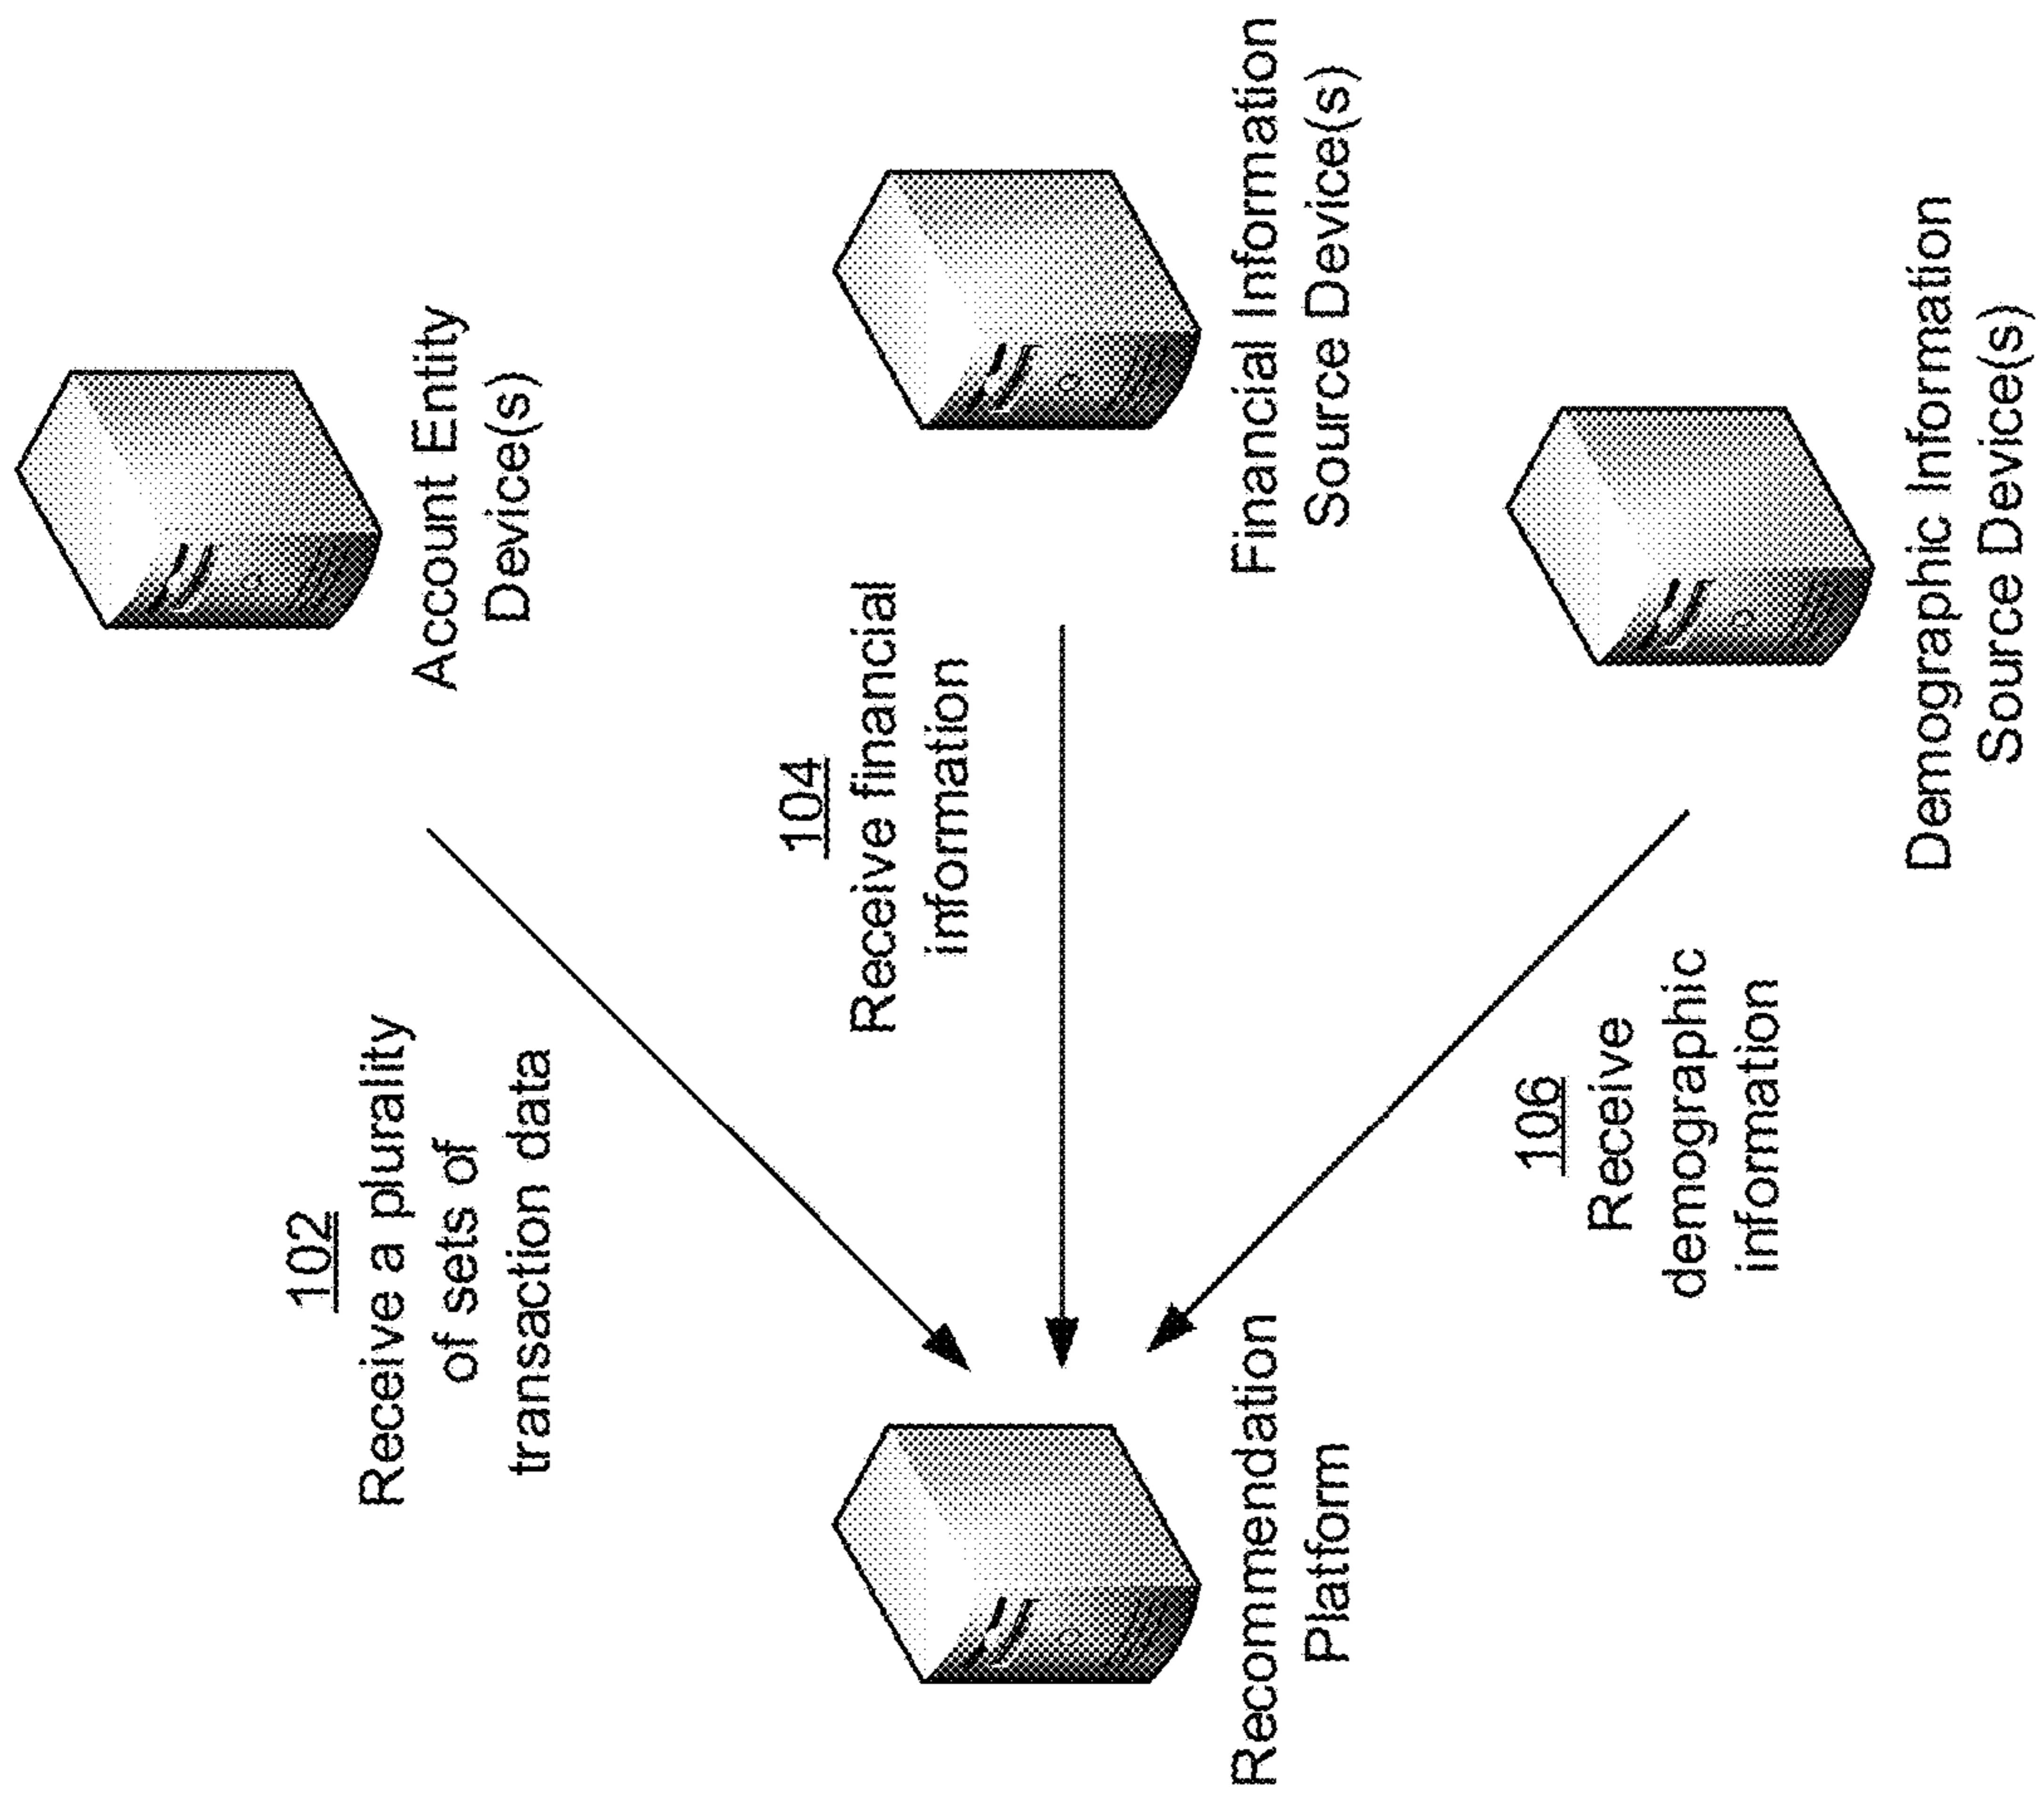 102
Receive a plurality
of sets of
transaction data
Account Entity
Device(s)
104
Receive financial
information
Recommendation
Platform
Financial Information
Source Device(s)
106
Receive
demographic
information
Demographic Information
Source Device(s)